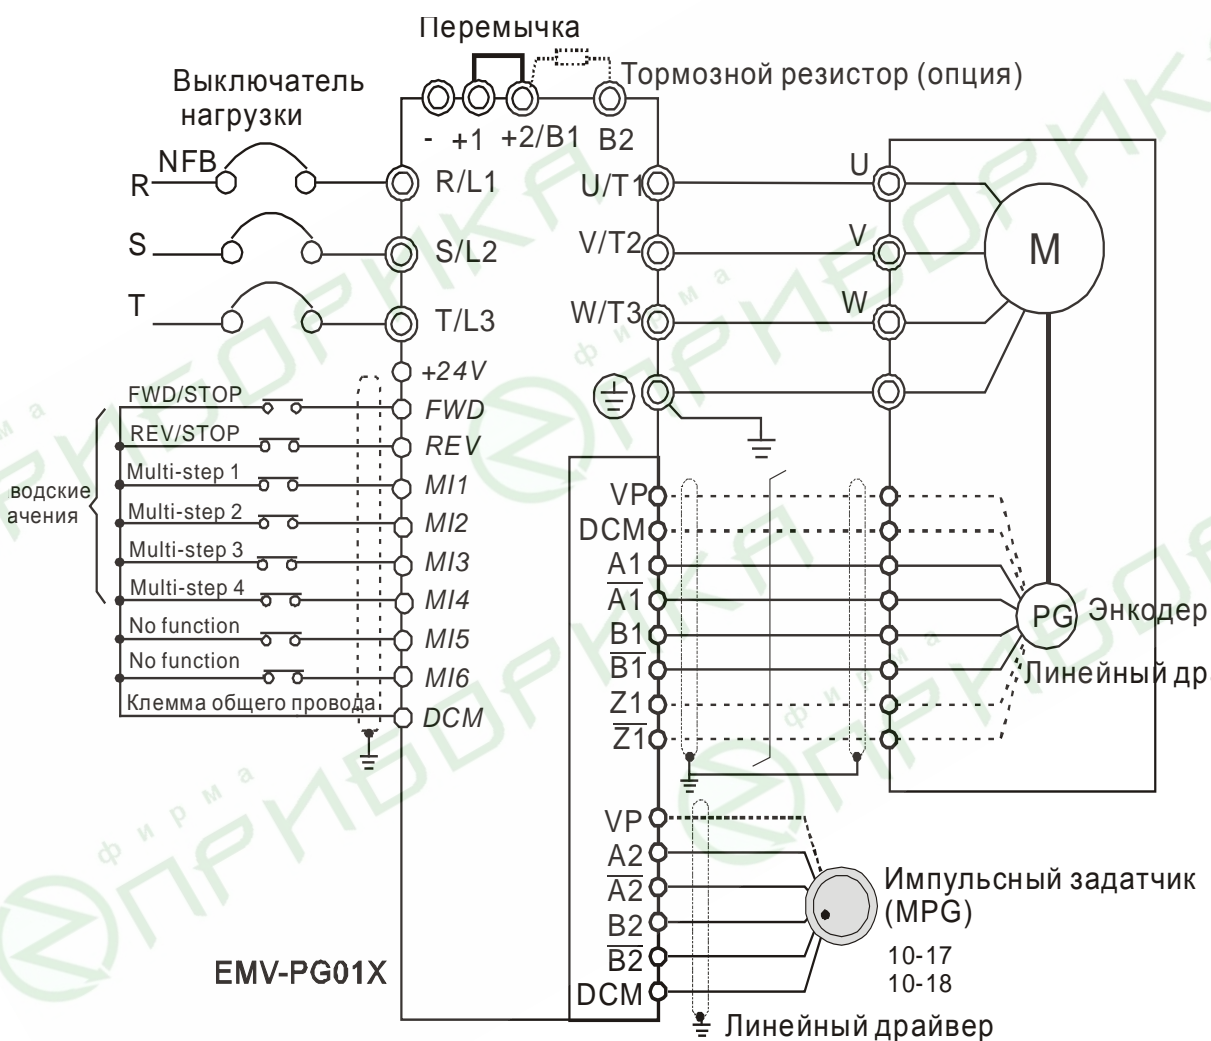 Перемычка
Тормозной резистор (опция)
Выключатель
нагрузки
- +1 +2/B1 B2
NFB
R R/L1 U/T1 U
S S/L2 V/T2 V
M
T T/L3 W/T3 W
+24V
FWD/STOP FWD
REV/STOP REV
Multi-step 1 MI1
Multi-step 2 MI2
Multi-step 3 MI3
Multi-step 4 MI4
No function MI5
No function MI6
Клемма общего провода DCM
водские
ачения
VP
DCM
A1
A1
B1
B1
Z1
Z1
PG Энкодер
Линейный др
VP
A2
A2
B2
B2
DCM
Импульсный задатчик
(MPG)
10-17
10-18
EMV-PG01X
Линейный драйвер
фирма
ПРИБОРИКА